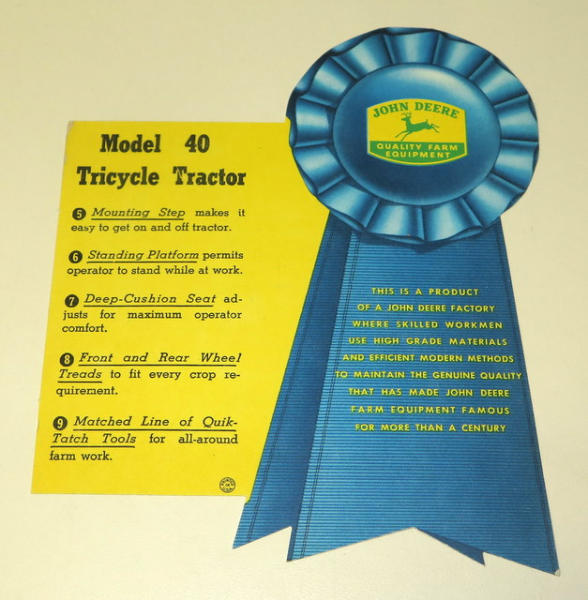 Model 40
Tricycle Tractor
5 Mounting Step makes it
easy to get on and off tractor.
6 Standing Platform permits
operator to stand while at work.
7 Deep-Cushion Seat ad-
justs for maximum operator
comfort.
8 Front and Rear Wheel
Treads to fit every crop re-
quirement.
9 Matched Line of Quik-
Tatch Tools for all-around
farm work.
JOHN DEERE
QUALITY FARM
EQUIPMENT
THIS IS A PRODUCT
OF A JOHN DEERE FACTORY
WHERE SKILLED WORKMEN
USE HIGH GRADE MATERIALS
AND EFFICIENT MODERN METHODS
TO MAINTAIN THE GENUINE QUALITY
THAT HAS MADE JOHN DEERE
FARM EQUIPMENT FAMOUS
FOR MORE THAN A CENTURY